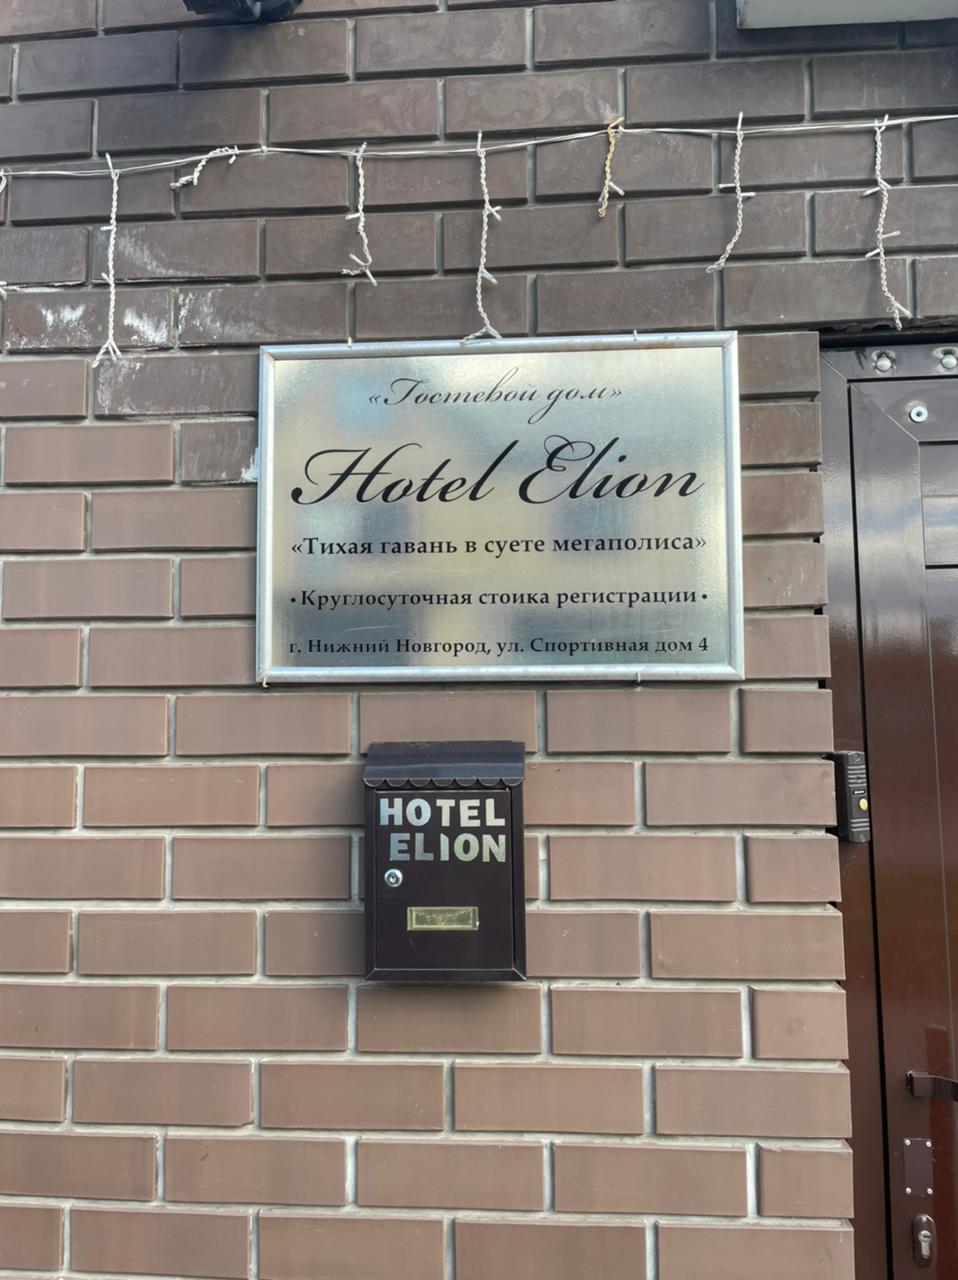 «Гостевой дом»
Hotel Elion
«Тихая гавань в суете мегаполиса»
• Круглосуточная стоика регистрации •
г. Нижний Новгород, ул. Спортивная дом 4
HOTEL
ELION